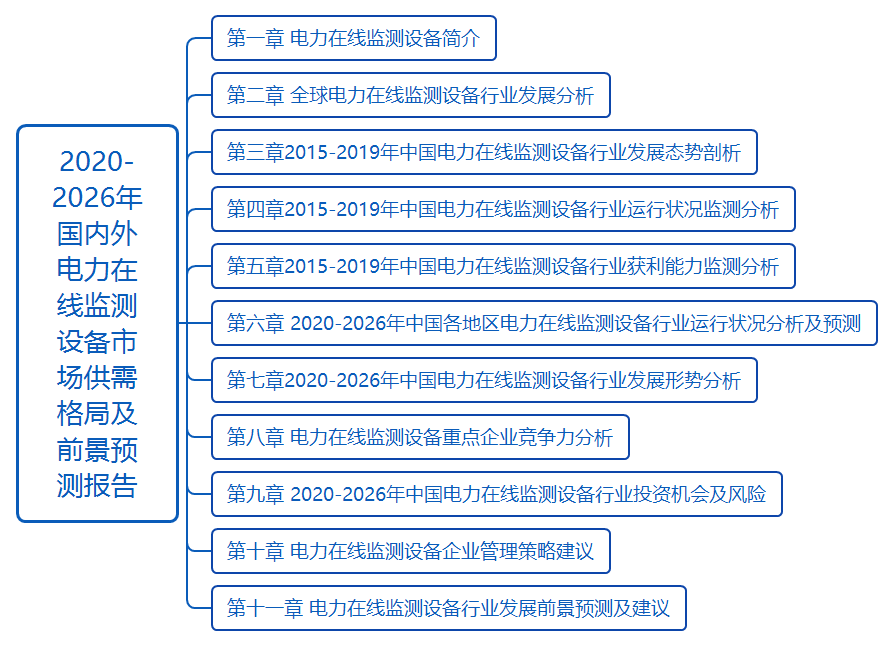 2020-
2026年
国内外
电力在
线监测
设备市
场供需
格局及
前景预
测报告
第一章 电力在线监测设备简介
第二章 全球电力在线监测设备行业发展分析
第三章2015-2019年中国电力在线监测设备行业发展态势剖析
第四章2015-2019年中国电力在线监测设备行业运行状况监测分析
第五章2015-2019年中国电力在线监测设备行业获利能力监测分析
第六章 2020-2026年中国各地区电力在线监测设备行业运行状况分析及预测
第七章2020-2026年中国电力在线监测设备行业发展形势分析
第八章 电力在线监测设备重点企业竞争力分析
第九章 2020-2026年中国电力在线监测设备行业投资机会及风险
第十章 电力在线监测设备企业管理策略建议
第十一章 电力在线监测设备行业发展前景预测及建议